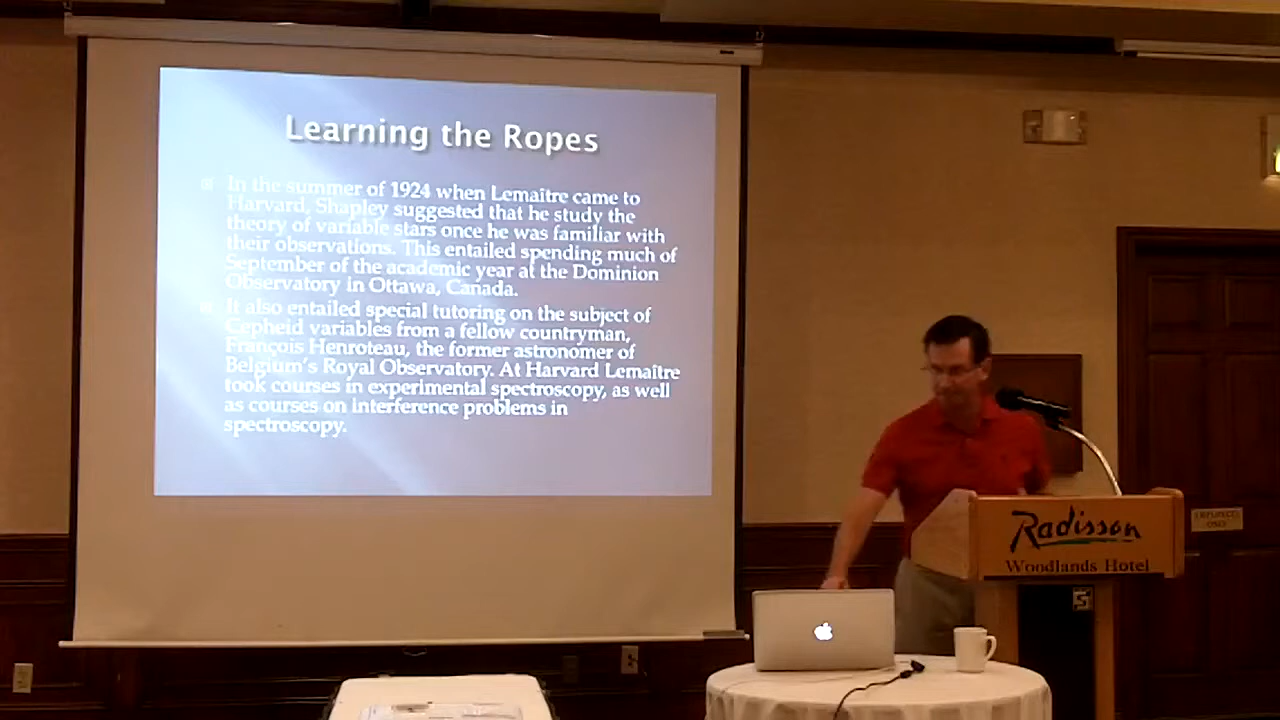 Learning the Ropes
In the summer of 1924 when Lemaître came to
Harvard, Shapley suggested that he study the
theory of variable stars once he was familiar with
their observations. This entailed spending much of
September of the academic year at the Dominion
Observatory in Ottawa, Canada.
It also entailed special tutoring on the subject of
Cepheid variables from a fellow countryman,
François Henroteau, the former astronomer of
Belgium's Royal Observatory. At Harvard Lemaître
took courses in experimental spectroscopy, as well
as courses on interference problems in
spectroscopy.
Radisson
Woodlands Hotel
EMPLOYEES
ONLY